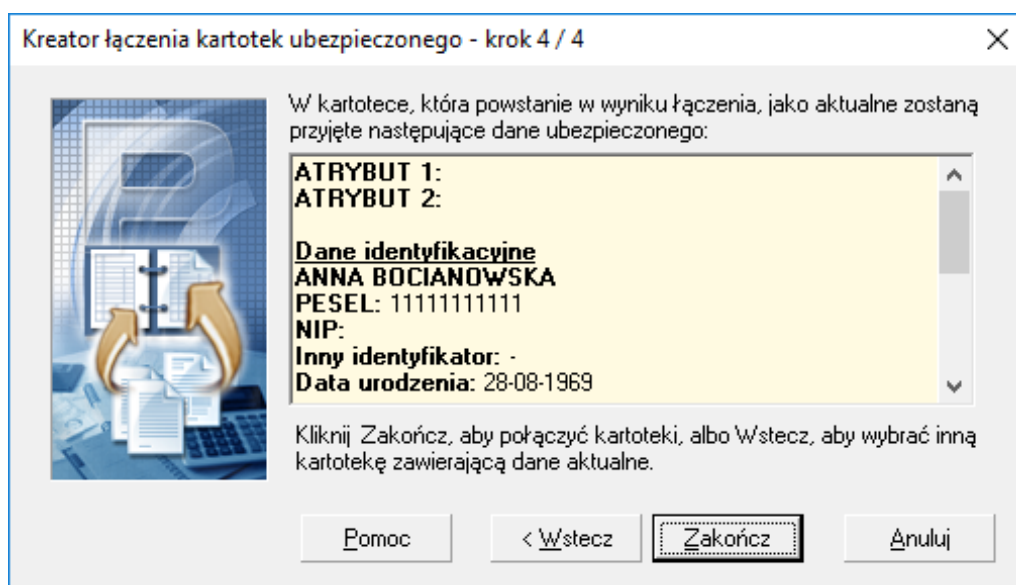 Kreator łączenia kartotek ubezpieczonego - krok 4 / 4
W kartotece, która powstanie w wyniku łączenia, jako aktualne zostaną
przyjęte następujące dane ubezpieczonego:
ATRYBUT 1:
ATRYBUT 2:
Dane identyfikacyjne
ANNA BOCIANOWSKA
PESEL: 11111111111
NIP:
Inny identyfikator: -
Data urodzenia: 28-08-1969
Kliknij Zakończ, aby połączyć kartoteki, albo Wstecz, aby wybrać inną
kartotekę zawierającą dane aktualne.
Pomoc < Wstecz Zakończ Anuluj